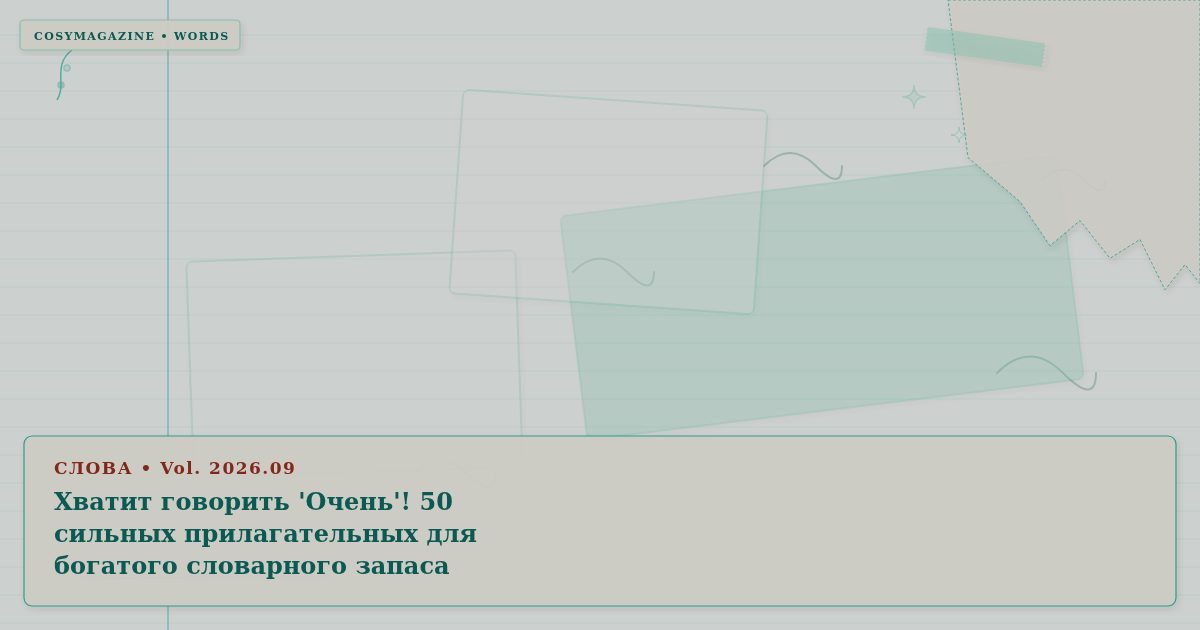 COSYMAGAZINE • WORDS
СЛОВА • Vol. 2026.09
Хватит говорить 'Очень'! 50
сильных прилагательных для
богатого словарного запаса